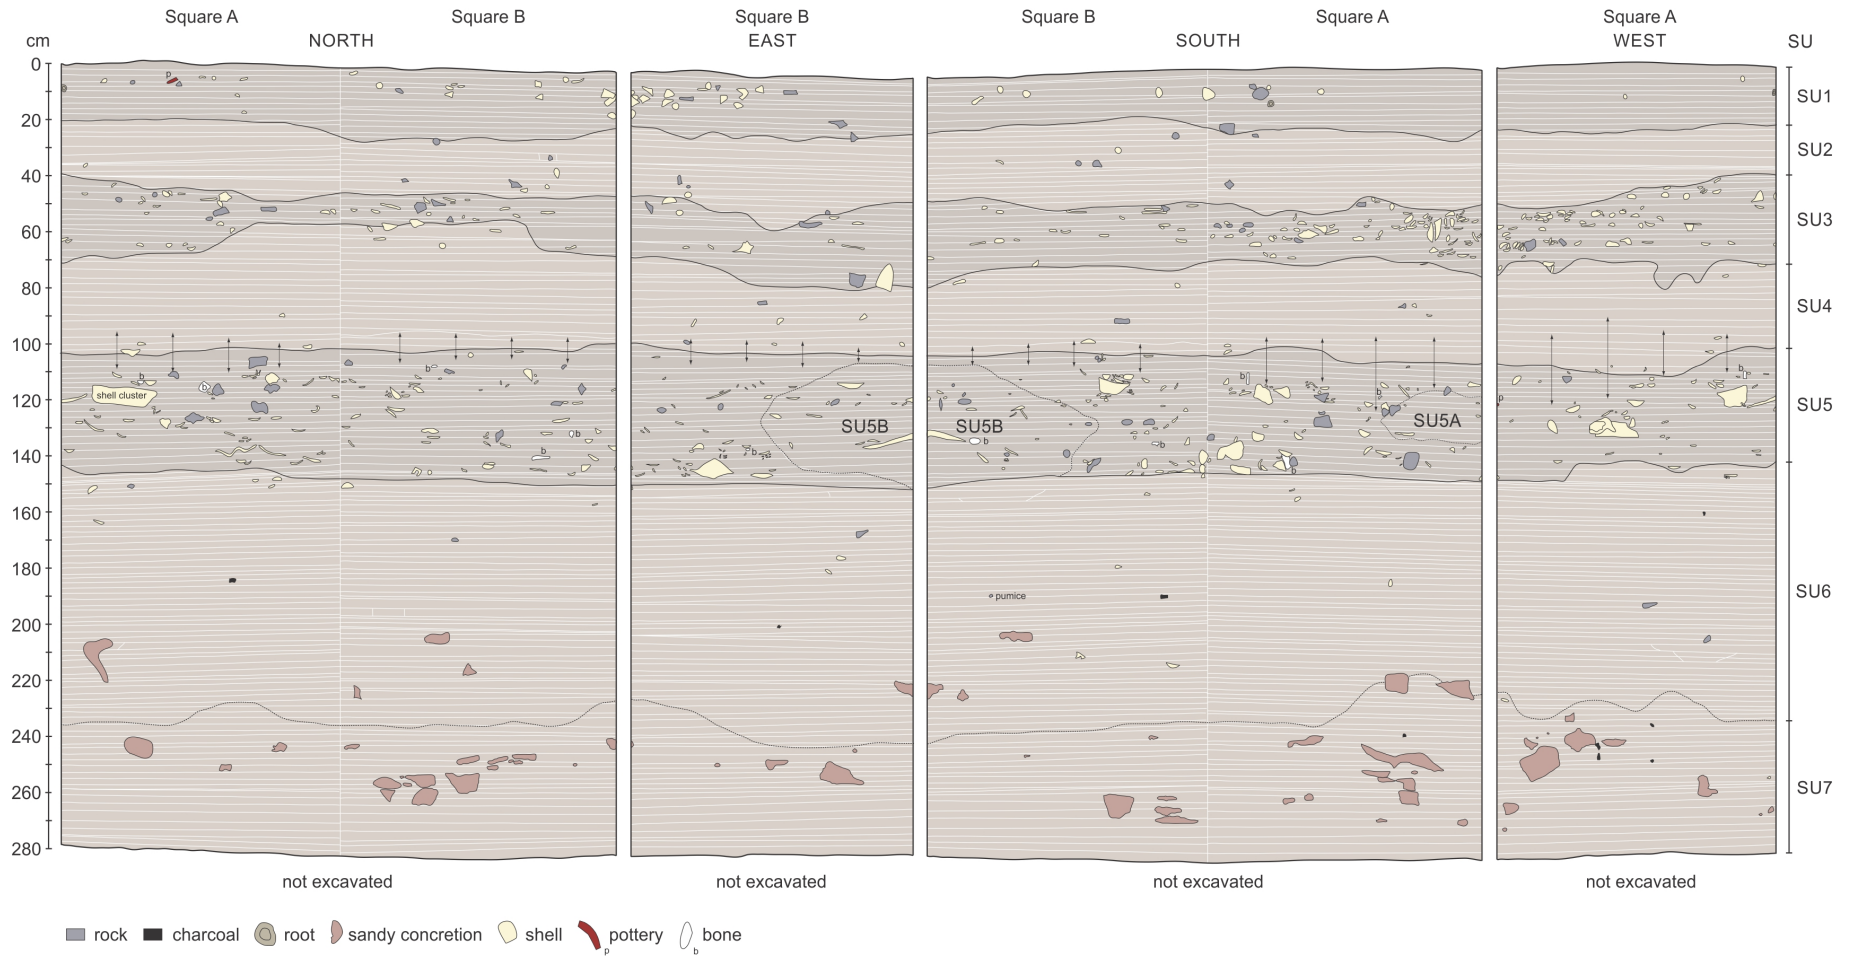 Square A Square B Square B Square B Square A Square A
cm NORTH EAST SOUTH WEST SU
0
p
SU1
20
SU2
40
SU3
60
80
SU4
100
b b b b
b
shell cluster
b p
120
SU5
SU5B SU5B SU5A
b b
b b
b
140
160
180
pumice
SU6
200
220
240
260
SU7
280
not excavated not excavated not excavated not excavated
rock charcoal root sandy concretion shell pottery bone
p b